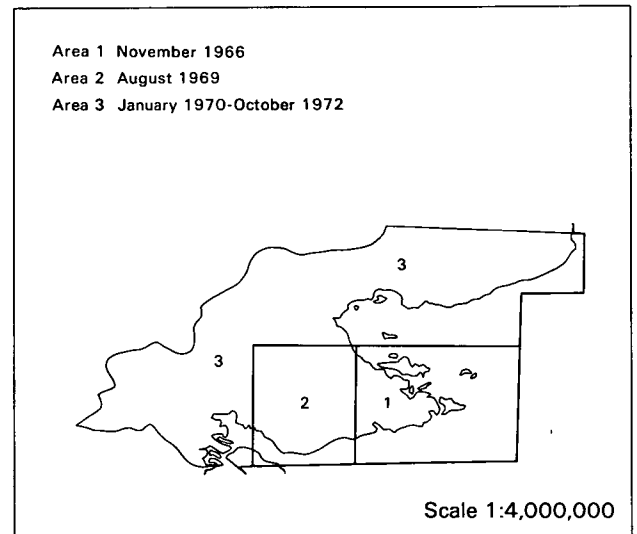 Area 1 November 1966
Area 2 August 1969
Area 3 January 1970-October 1972
3
3
2
1
Scale 1:4,000,000